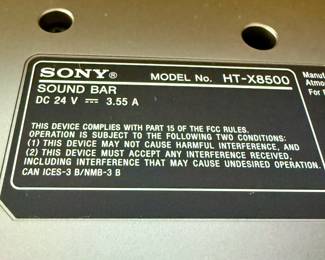 SONY® MODEL No. HT-X8500
SOUND BAR
DC 24 V ⎓ 3.55 A
THIS DEVICE COMPLIES WITH PART 15 OF THE FCC RULES.
OPERATION IS SUBJECT TO THE FOLLOWING TWO CONDITIONS:
(1) THIS DEVICE MAY NOT CAUSE HARMFUL INTERFERENCE, AND
(2) THIS DEVICE MUST ACCEPT ANY INTERFERENCE RECEIVED,
INCLUDING INTERFERENCE THAT MAY CAUSE UNDESIRED OPERATION.
CAN ICES-3 B/NMB-3 B
Manuf
Atmo
For F